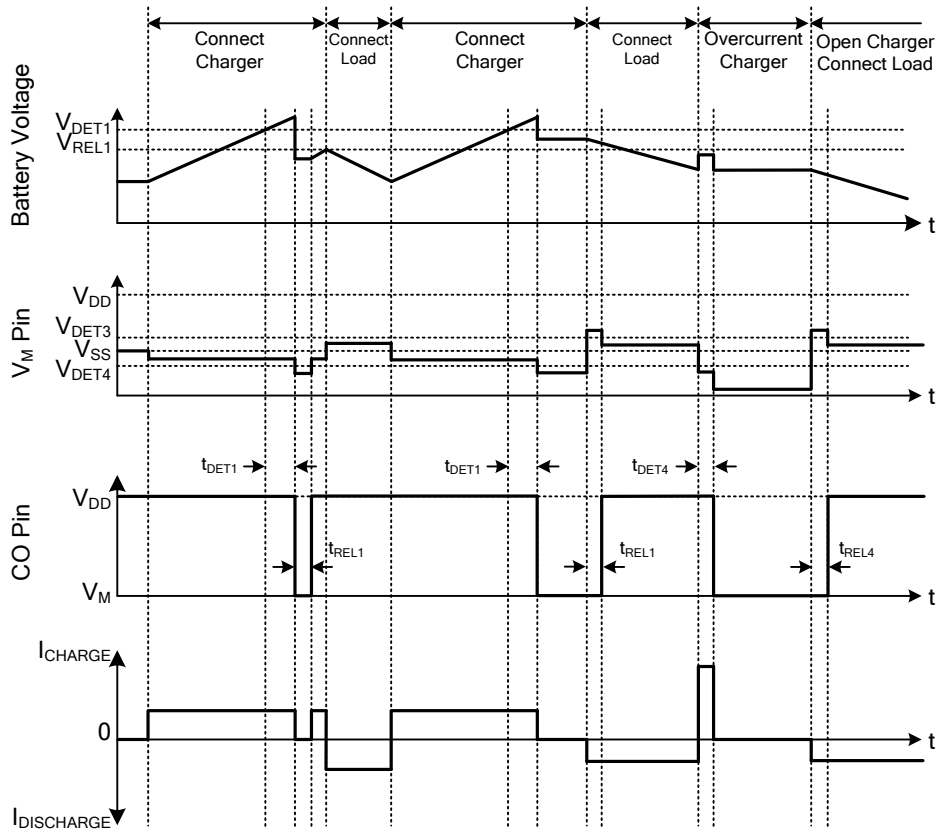 Connect
Charger
Connect
Load
Connect
Charger
Connect
Load
Overcurrent
Charger
Open Charger
Connect Load
Battery Voltage
VDET1
VREL1
t
VM Pin
VDD
VDET3
VSS
VDET4
t
CO Pin
tDET1
tDET1
tDET4
VDD
tREL1
tREL1
tREL4
VM
t
ICHARGE
0
t
IDISCHARGE